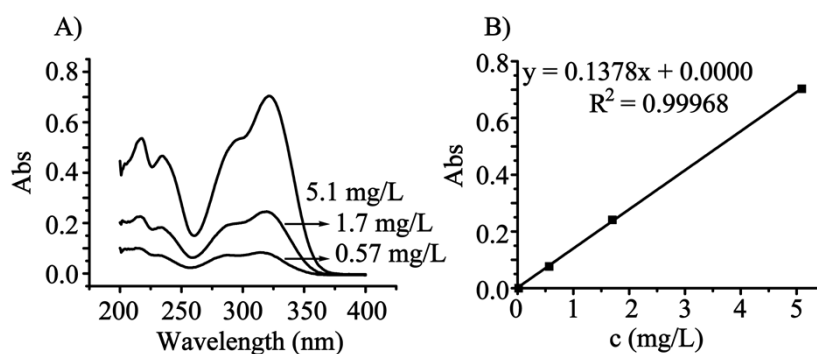 A)
Abs
0.8
0.6
0.4
0.2
0.0
200 250 300 350 400
Wavelength (nm)
5.1 mg/L
1.7 mg/L
0.57 mg/L
B)
y = 0.1378x + 0.0000
R² = 0.99968
Abs
0.8
0.6
0.4
0.2
0.0
0 1 2 3 4 5
c (mg/L)